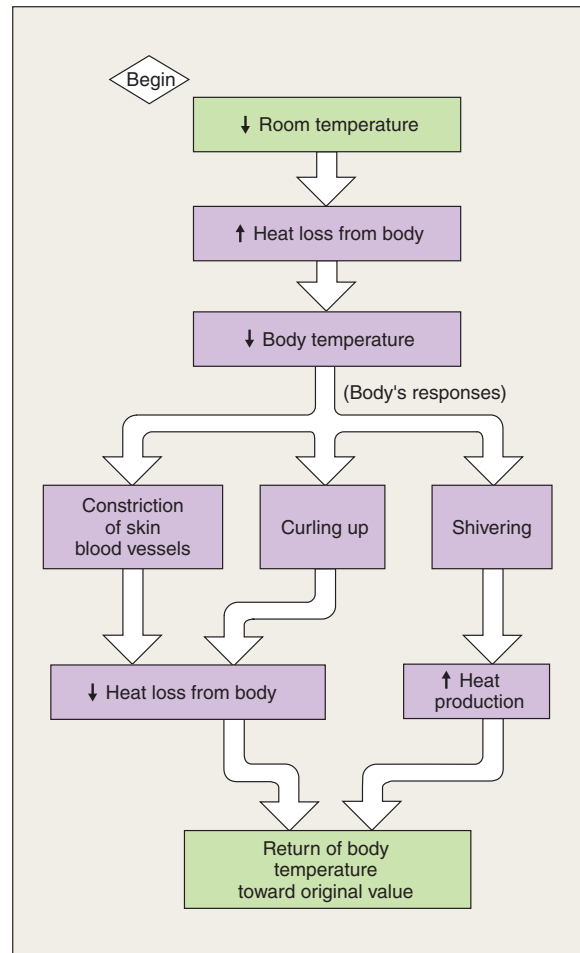 Begin
↓ Room temperature
↑ Heat loss from body
↓ Body temperature
(Body's responses)
Constriction
of skin
blood vessels
Curling up
Shivering
↓ Heat loss from body
↑ Heat
production
Return of body
temperature
toward original value